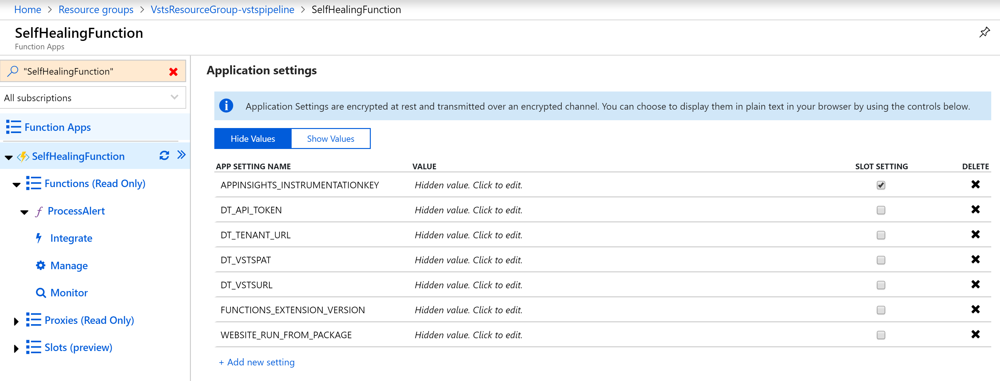 Home > Resource groups > VstsResourceGroup-vstspipeline > SelfHealingFunction
SelfHealingFunction
Function Apps
"SelfHealingFunction"
All subscriptions
Function Apps
SelfHealingFunction
Functions (Read Only)
ProcessAlert
Integrate
Manage
Monitor
Proxies (Read Only)
Slots (preview)
Application settings
Application Settings are encrypted at rest and transmitted over an encrypted channel. You can choose to display them in plain text in your browser by using the controls below.
Hide Values Show Values
APP SETTING NAME VALUE SLOT SETTING DELETE
APPINSIGHTS_INSTRUMENTATIONKEY Hidden value. Click to edit.
DT_API_TOKEN Hidden value. Click to edit.
DT_TENANT_URL Hidden value. Click to edit.
DT_VSTSPAT Hidden value. Click to edit.
DT_VSTSURL Hidden value. Click to edit.
FUNCTIONS_EXTENSION_VERSION Hidden value. Click to edit.
WEBSITE_RUN_FROM_PACKAGE Hidden value. Click to edit.
+ Add new setting